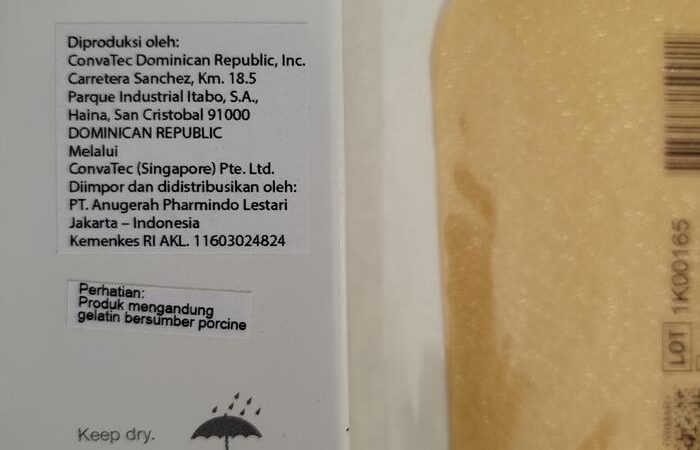 Diproduksi oleh:
ConvaTec Dominican Republic, Inc.
Carretera Sanchez, Km. 18.5
Parque Industrial Itabo, S.A.,
Haina, San Cristobal 91000
DOMINICAN REPUBLIC
Melalui
ConvaTec (Singapore) Pte. Ltd.
Diimpor dan didistribusikan oleh:
PT. Anugerah Pharmindo Lestari
Jakarta – Indonesia
Kemenkes RI AKL. 11603024824
Perhatian:
Produk mengandung
gelatin bersumber porcine
Keep dry.
LOT 1K00165